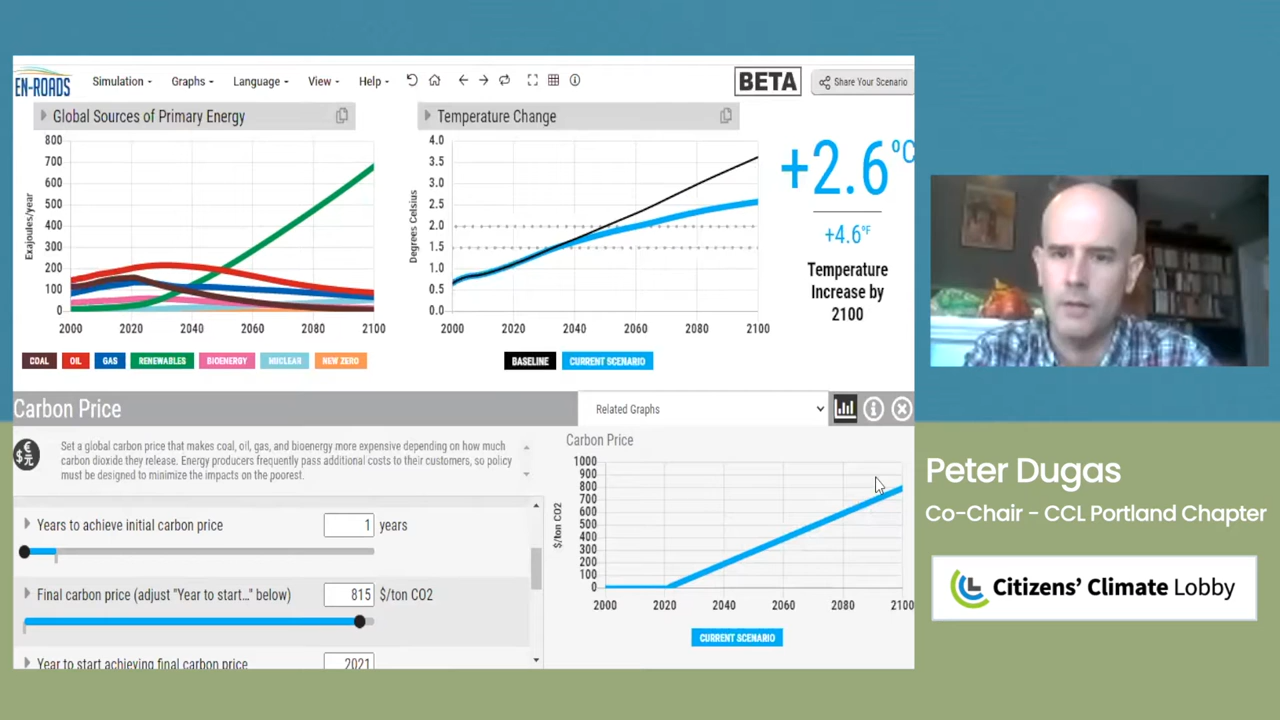 EN-ROADS
Simulation
Graphs
Language
View
Help
BETA
Share Your Scenario
Global Sources of Primary Energy
Exajoules/year
800
700
600
500
400
300
200
100
0
2000 2020 2040 2060 2080 2100
COAL OIL GAS RENEWABLES BIOENERGY NUCLEAR NEW ZERO
Temperature Change
Degrees Celsius
4.0
3.5
3.0
2.5
2.0
1.5
1.0
0.5
0.0
2000 2020 2040 2060 2080 2100
BASELINE CURRENT SCENARIO
+2.6 °C
+4.6°F
Temperature
Increase by
2100
Carbon Price
Related Graphs
Set a global carbon price that makes coal, oil, gas, and bioenergy more expensive depending on how much
carbon dioxide they release. Energy producers frequently pass additional costs to their customers, so policy
must be designed to minimize the impacts on the poorest.
Years to achieve initial carbon price 1 years
Final carbon price (adjust "Year to start..." below) 815 $/ton CO2
Year to start achieving final carbon price 2021
Carbon Price
$/ton CO2
1000
900
800
700
600
500
400
300
200
100
0
2000 2020 2040 2060 2080 2100
CURRENT SCENARIO
Peter Dugas
Co-Chair - CCL Portland Chapter
Citizens' Climate Lobby